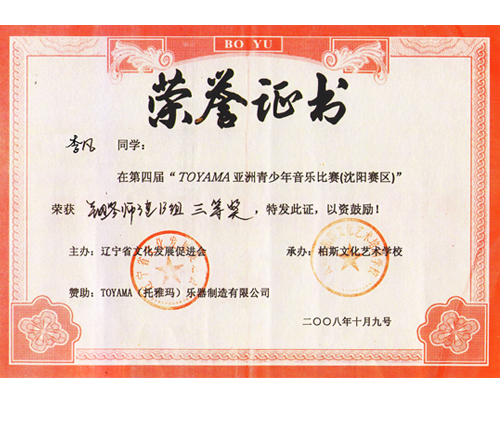 BO YU
荣誉证书
李凡 同学:
在第四届“TOYAMA亚洲青少年音乐比赛(沈阳赛区)”
荣获 钢琴师 B组 三等奖,特发此证,以资鼓励!
主办:辽宁省文化发展促进会 承办:柏斯文化艺术学校
赞助:TOYAMA(托雅玛)乐器制造有限公司
二〇〇八年十月九号